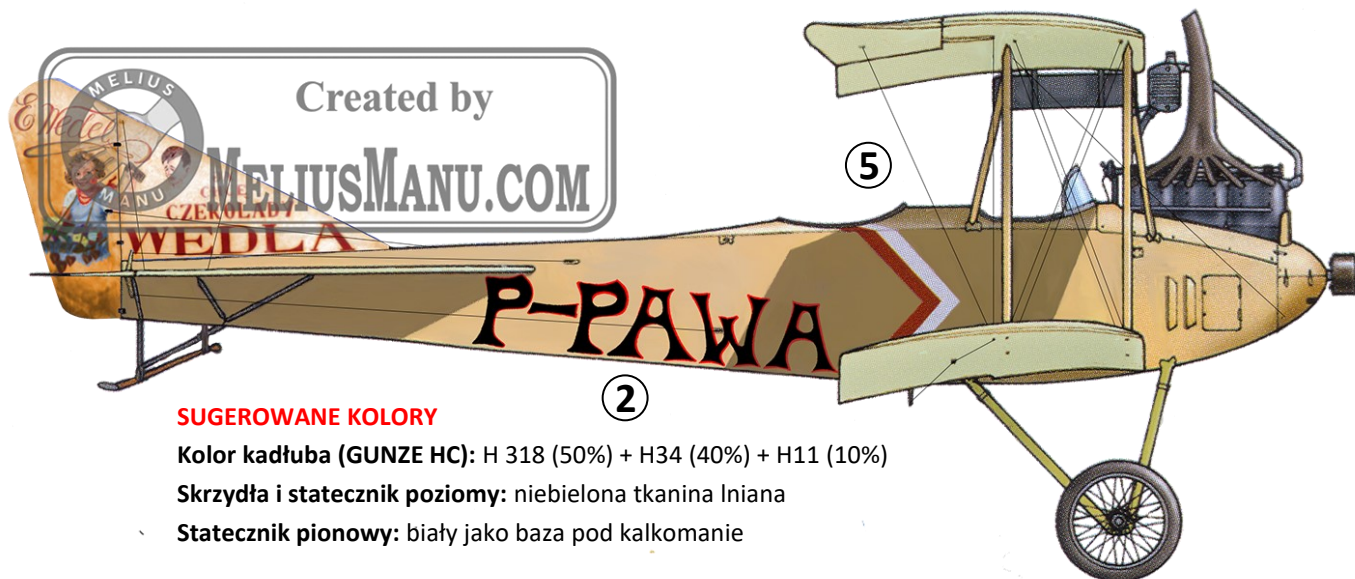 E. Wedel
MELIUS
MANU
Created by
MELIUSMANU.COM
CZEKOLADY
WEDLA
5
P-PAWA
2
SUGEROWANE KOLORY
Kolor kadłuba (GUNZE HC): H 318 (50%) + H34 (40%) + H11 (10%)
Skrzydła i statecznik poziomy: niebielona tkanina lniana
Statecznik pionowy: biały jako baza pod kalkomanie